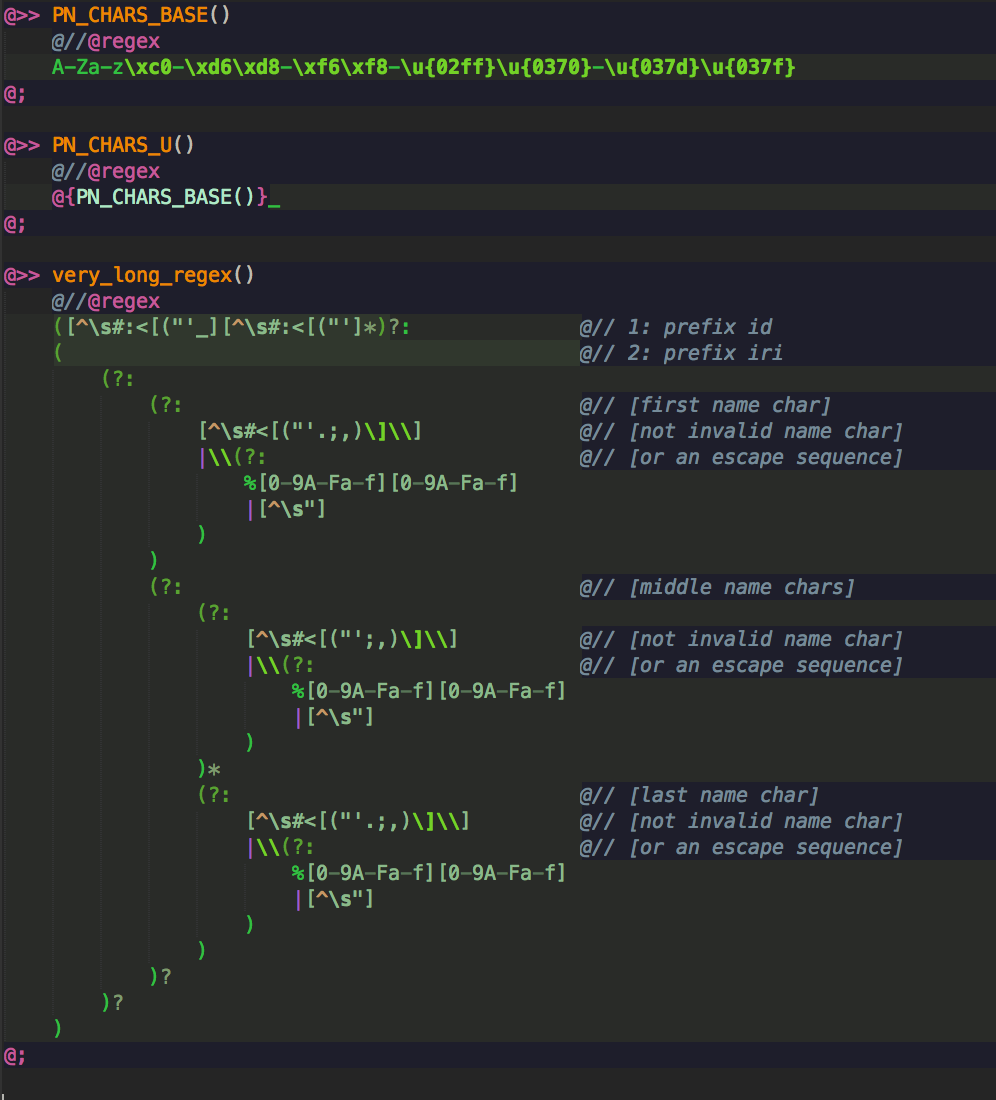 @>> PN_CHARS_BASE()
    @//@regex
    A-Za-z\xc0-\xd6\xd8-\xf6\xf8-\u{02ff}\u{0370}-\u{037d}\u{037f}
@;
@>> PN_CHARS_U()
    @//@regex
    @{PN_CHARS_BASE()}_
@;
@>> very_long_regex()
    @//@regex
    ([^\s#:<[("'_][^\s#:<[("']*)?:              @// 1: prefix id
    (                                           @// 2: prefix iri
        (?:
            (?:                                 @// [first name char]
                [^\s#<[("'.;,)\]\\]             @// [not invalid name char]
                |\\(?:                          @// [or an escape sequence]
                    %[0-9A-Fa-f][0-9A-Fa-f]
                    |[^\s"]
                )
            )
            (?:                                 @// [middle name chars]
                (?:
                    [^\s#<[("';,)\]\\]          @// [not invalid name char]
                    |\\(?:                      @// [or an escape sequence]
                        %[0-9A-Fa-f][0-9A-Fa-f]
                        |[^\s"]
                    )
                )*
                (?:                             @// [last name char]
                    [^\s#<[("'.;,)\]\\]         @// [not invalid name char]
                    |\\(?:                      @// [or an escape sequence]
                        %[0-9A-Fa-f][0-9A-Fa-f]
                        |[^\s"]
                    )
                )
            )?
        )?
    )
@;